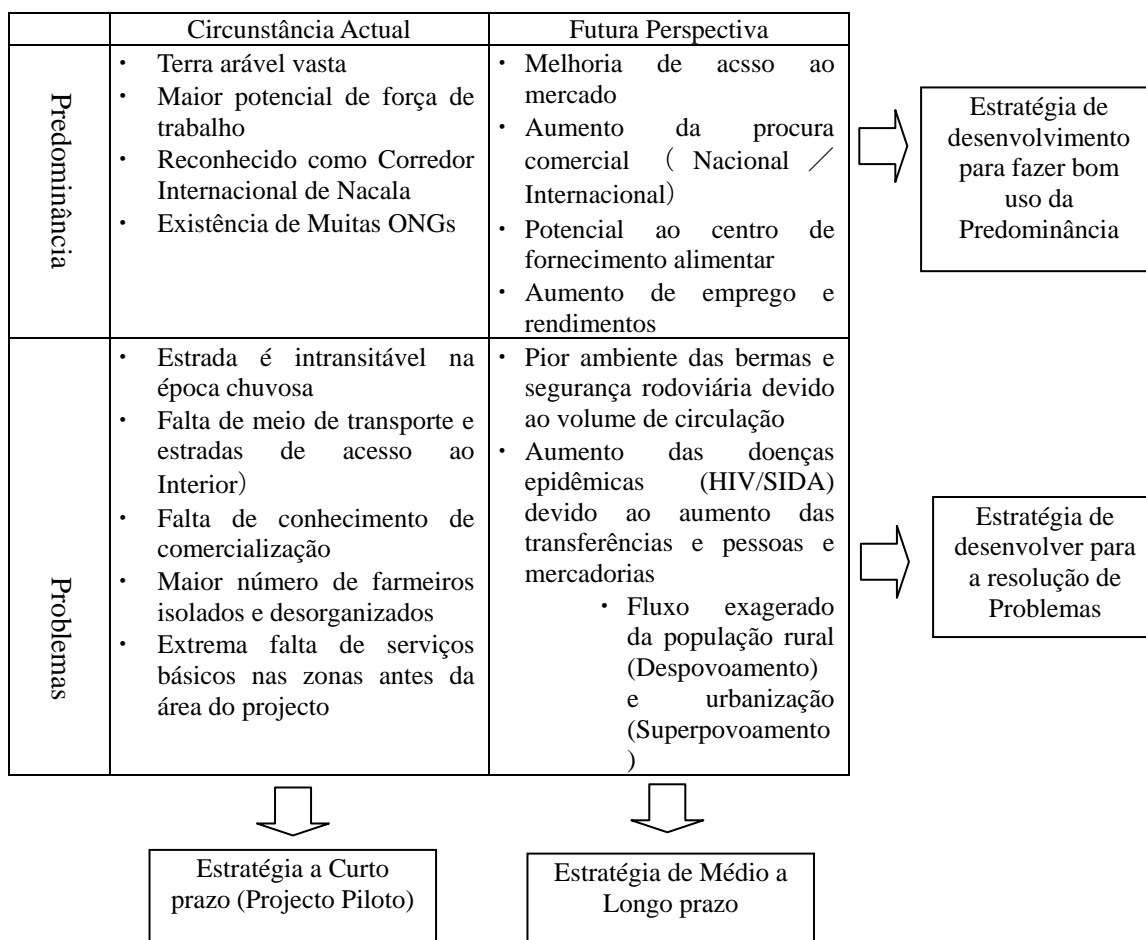 Circunstância Actual
Futura Perspectiva
Predominância
・ Terra arável vasta
・ Maior potencial de força de
trabalho
・ Reconhecido como Corredor
Internacional de Nacala
・ Existência de Muitas ONGs
・ Melhoria de acsso ao
mercado
・ Aumento da procura
comercial （ Nacional ／
Internacional）
・ Potencial ao centro de
fornecimento alimentar
・ Aumento de emprego e
rendimentos
Estratégia de
desenvolvimento
para fazer bom
uso da
Predominância
Problemas
・ Estrada é intransitável na
época chuvosa
・ Falta de meio de transporte e
estradas de acesso ao
Interior）
・ Falta de conhecimento de
comercialização
・ Maior número de farmeiros
isolados e desorganizados
・ Extrema falta de serviços
básicos nas zonas antes da
área do projecto
・ Pior ambiente das bermas e
segurança rodoviária devido
ao volume de circulação
・ Aumento das doenças
epidêmicas (HIV/SIDA)
devido ao aumento das
transferências e pessoas e
mercadorias
・ Fluxo exagerado
da população rural
(Despovoamento)
e urbanização
(Superpovoamento
)
Estratégia de
desenvolver para
a resolução de
Problemas
Estratégia a Curto
prazo (Projecto Piloto)
Estratégia de Médio a
Longo prazo